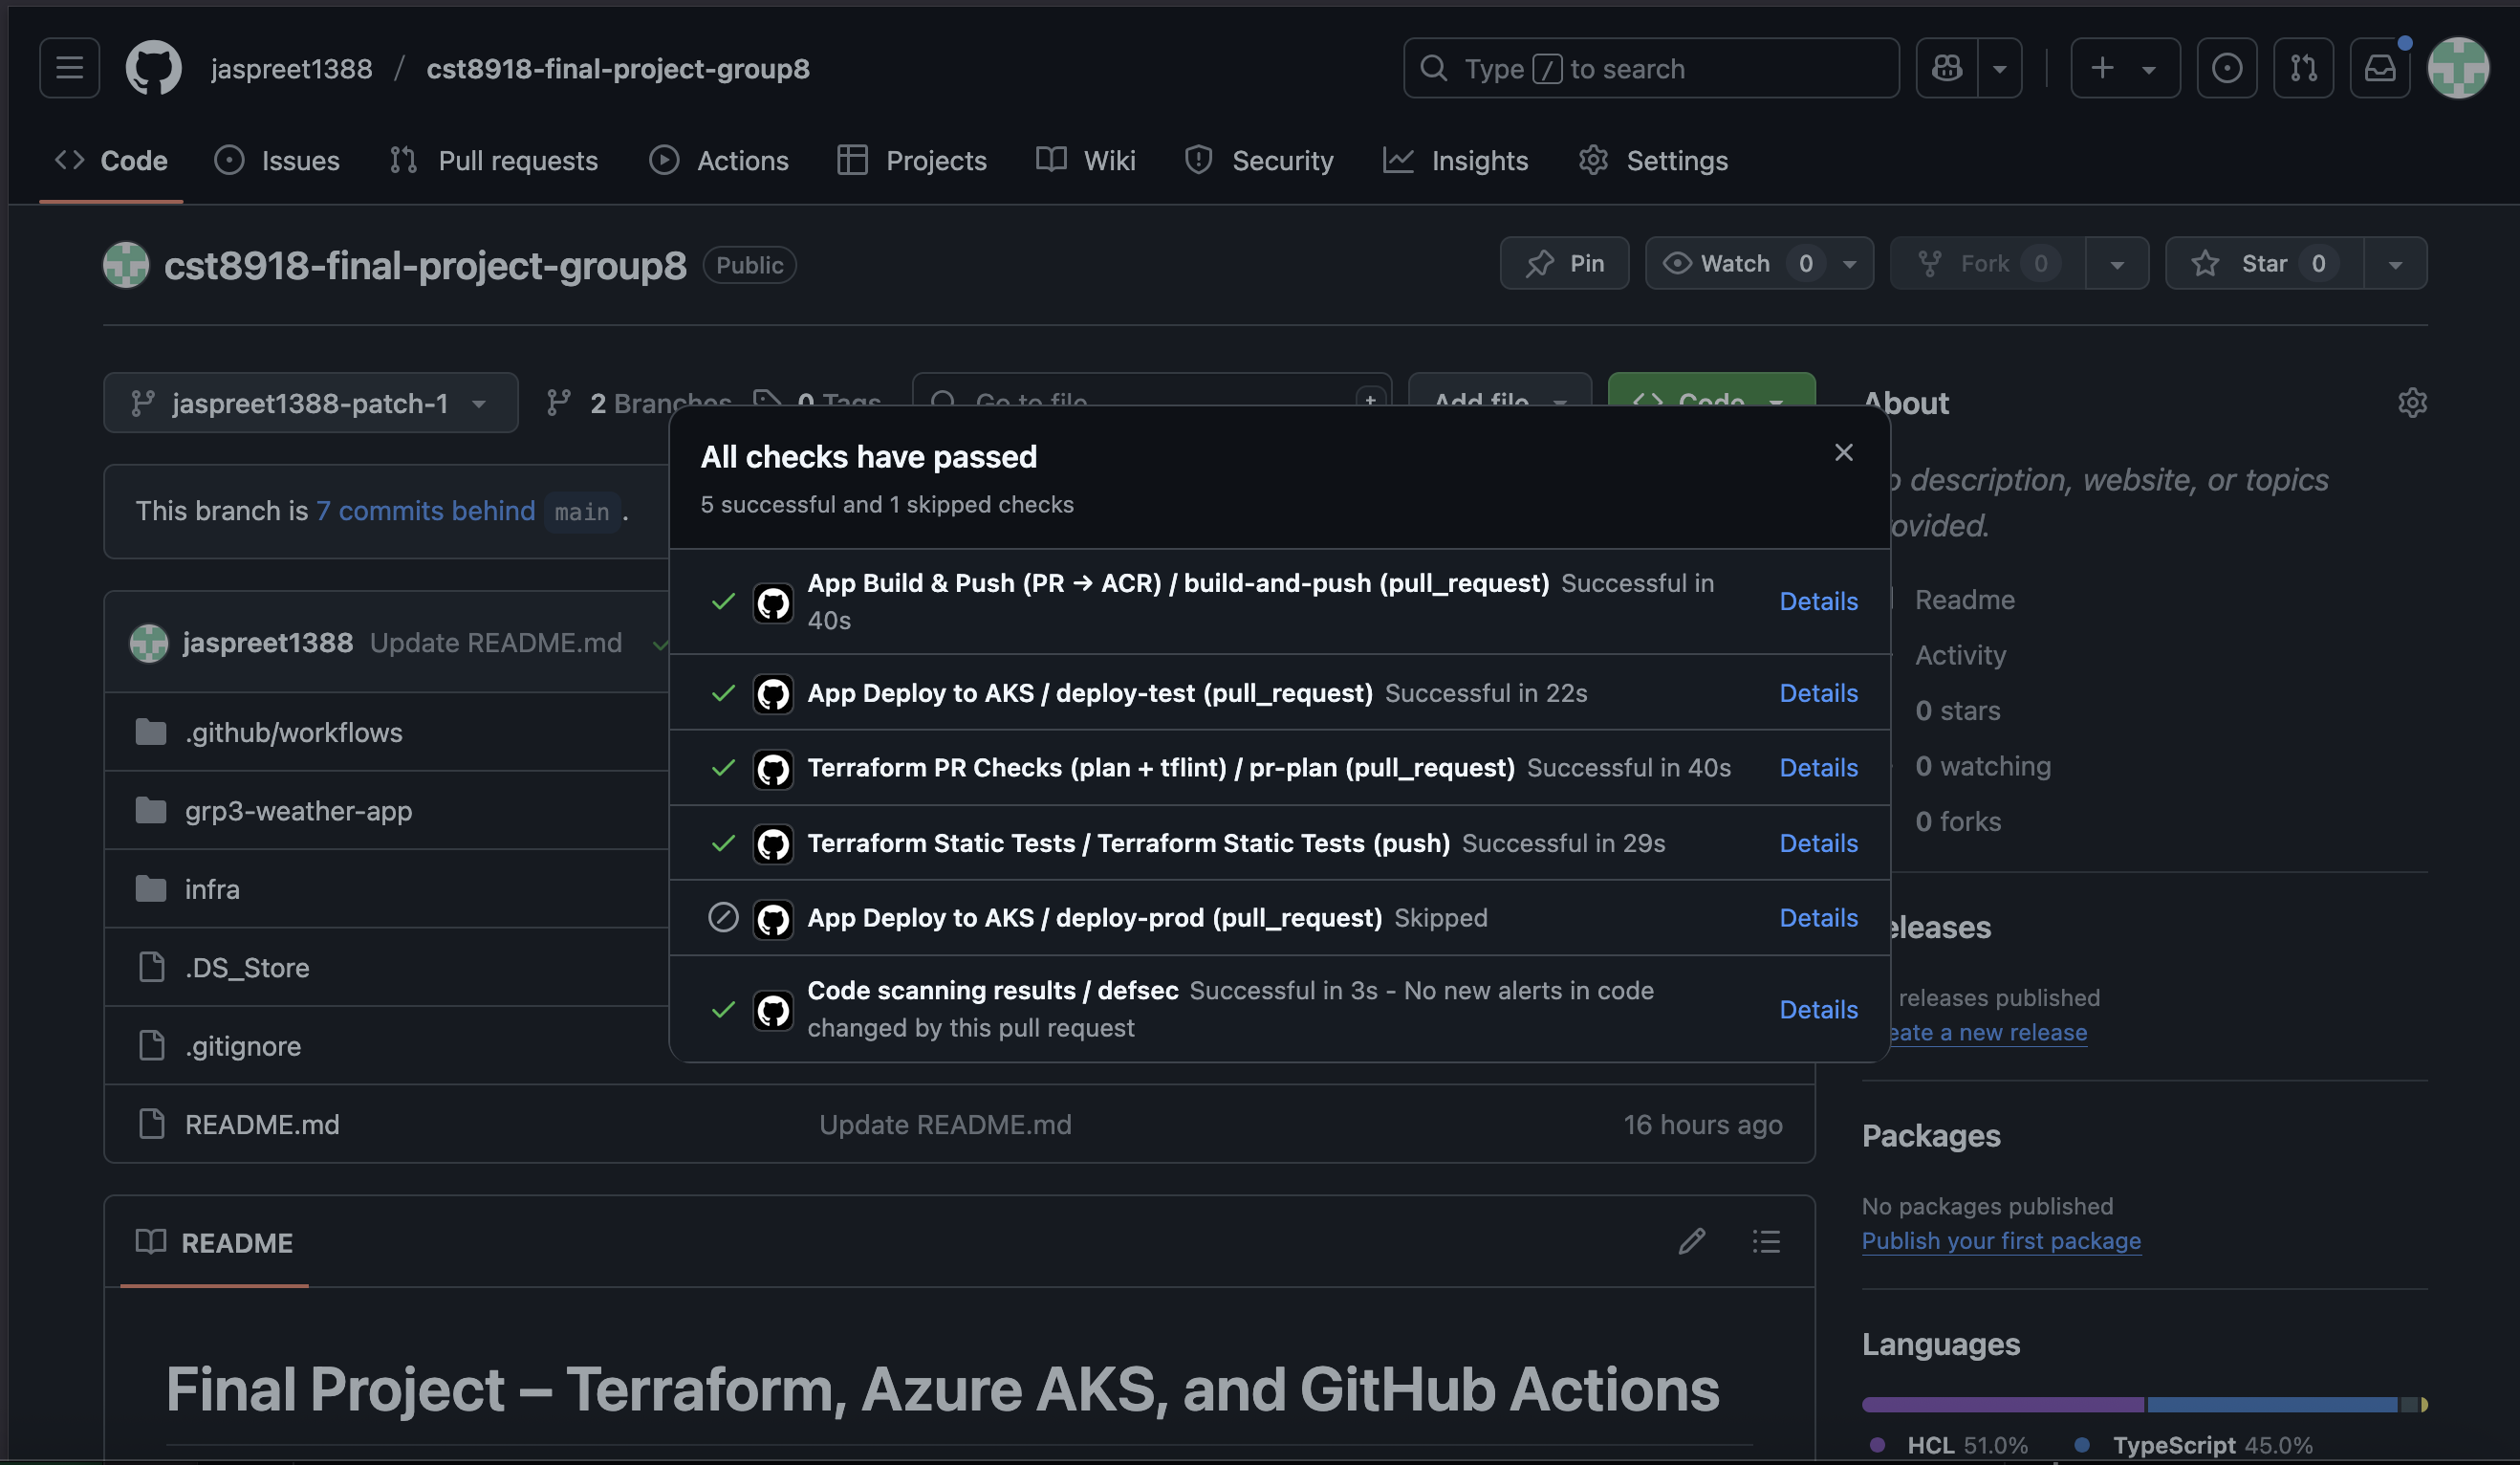 jaspreet1388 / cst8918-final-project-group8
Type / to search
Code
Issues
Pull requests
Actions
Projects
Wiki
Security
Insights
Settings
cst8918-final-project-group8 Public
Pin
Watch 0
Fork 0
Star 0
jaspreet1388-patch-1
2 Branches
0 Tags
Go to file
+
Add file
Code
About
This branch is 7 commits behind main .
All checks have passed
5 successful and 1 skipped checks
description, website, or topics
ovided.
App Build & Push (PR → ACR) / build-and-push (pull_request) Successful in
40s
Details
Readme
jaspreet1388 Update README.md
App Deploy to AKS / deploy-test (pull_request) Successful in 22s
Details
Activity
0 stars
.github/workflows
Terraform PR Checks (plan + tflint) / pr-plan (pull_request) Successful in 40s
Details
0 watching
grp3-weather-app
Terraform Static Tests / Terraform Static Tests (push) Successful in 29s
Details
0 forks
infra
App Deploy to AKS / deploy-prod (pull_request) Skipped
Details
eleases
.DS_Store
Code scanning results / defsec Successful in 3s - No new alerts in code
changed by this pull request
Details
releases published
eate a new release
.gitignore
README.md
Update README.md
16 hours ago
Packages
No packages published
Publish your first package
README
Final Project – Terraform, Azure AKS, and GitHub Actions
Languages
HCL 51.0%
TypeScript 45.0%